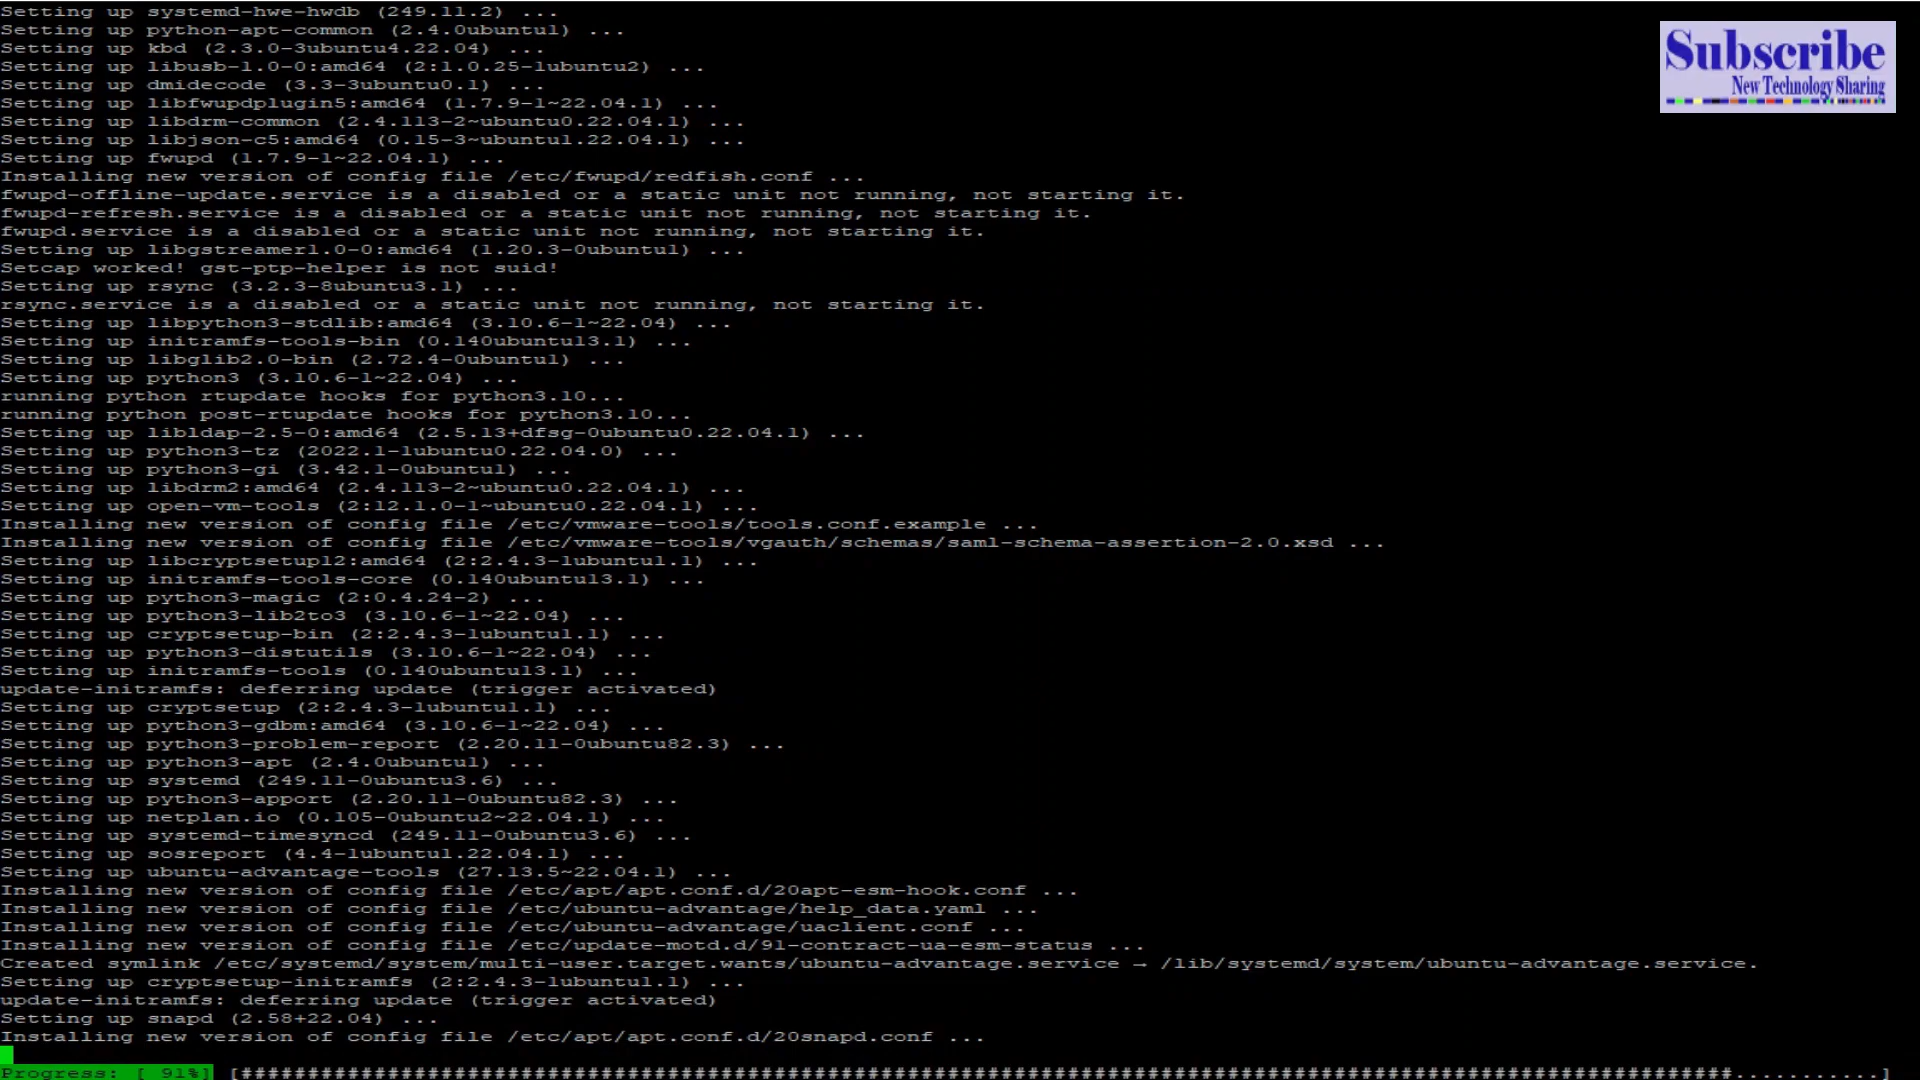 Setting up systemd-hwe-hwdb (249.11.2) ...
Setting up python-apt-common (2.4.0ubuntu1) ...
Setting up kbd (2.3.0-3ubuntu4.22.04) ...
Setting up libusb-1.0-0:amd64 (2:1.0.25-1ubuntu2) ...
Setting up dmidecode (3.3-3ubuntu0.1) ...
Setting up libfwupdplugin5:amd64 (1.7.9-1~22.04.1) ...
Setting up libdrm-common (2.4.113-2~ubuntu0.22.04.1) ...
Setting up libjson-c5:amd64 (0.15-3~ubuntu1.22.04.1) ...
Setting up fwupd (1.7.9-1~22.04.1) ...
Installing new version of config file /etc/fwupd/redfish.conf ...
fwupd-offline-update.service is a disabled or a static unit not running, not starting it.
fwupd-refresh.service is a disabled or a static unit not running, not starting it.
fwupd.service is a disabled or a static unit not running, not starting it.
Setting up libgstreamer1.0-0:amd64 (1.20.3-0ubuntu1) ...
Setcap worked! gst-ptp-helper is not suid!
Setting up rsync (3.2.3-8ubuntu3.1) ...
rsync.service is a disabled or a static unit not running, not starting it.
Setting up libpython3-stdlib:amd64 (3.10.6-1~22.04) ...
Setting up initramfs-tools-bin (0.140ubuntu13.1) ...
Setting up libglib2.0-bin (2.72.4-0ubuntu1) ...
Setting up python3 (3.10.6-1~22.04) ...
running python rtupdate hooks for python3.10...
running python post-rtupdate hooks for python3.10...
Setting up libldap-2.5-0:amd64 (2.5.13+dfsg-0ubuntu0.22.04.1) ...
Setting up python3-tz (2022.1-1ubuntu0.22.04.0) ...
Setting up python3-gi (3.42.1-0ubuntu1) ...
Setting up libdrm2:amd64 (2.4.113-2~ubuntu0.22.04.1) ...
Setting up open-vm-tools (2:12.1.0-1~ubuntu0.22.04.1) ...
Installing new version of config file /etc/vmware-tools/tools.conf.example ...
Installing new version of config file /etc/vmware-tools/vgauth/schemas/saml-schema-assertion-2.0.xsd ...
Setting up libcryptsetup12:amd64 (2:2.4.3-1ubuntu1.1) ...
Setting up initramfs-tools-core (0.140ubuntu13.1) ...
Setting up python3-magic (2:0.4.24-2) ...
Setting up python3-lib2to3 (3.10.6-1~22.04) ...
Setting up cryptsetup-bin (2:2.4.3-1ubuntu1.1) ...
Setting up python3-distutils (3.10.6-1~22.04) ...
Setting up initramfs-tools (0.140ubuntu13.1) ...
update-initramfs: deferring update (trigger activated)
Setting up cryptsetup (2:2.4.3-1ubuntu1.1) ...
Setting up python3-gdbm:amd64 (3.10.6-1~22.04) ...
Setting up python3-problem-report (2.20.11-0ubuntu82.3) ...
Setting up python3-apt (2.4.0ubuntu1) ...
Setting up systemd (249.11-0ubuntu3.6) ...
Setting up python3-apport (2.20.11-0ubuntu82.3) ...
Setting up netplan.io (0.105-0ubuntu2~22.04.1) ...
Setting up systemd-timesyncd (249.11-0ubuntu3.6) ...
Setting up sosreport (4.4-1ubuntu1.22.04.1) ...
Setting up ubuntu-advantage-tools (27.13.5~22.04.1) ...
Installing new version of config file /etc/apt/apt.conf.d/20apt-esm-hook.conf ...
Installing new version of config file /etc/ubuntu-advantage/help_data.yaml ...
Installing new version of config file /etc/ubuntu-advantage/uaclient.conf ...
Installing new version of config file /etc/update-motd.d/91-contract-ua-esm-status ...
Created symlink /etc/systemd/system/multi-user.target.wants/ubuntu-advantage.service → /lib/systemd/system/ubuntu-advantage.service.
Setting up cryptsetup-initramfs (2:2.4.3-1ubuntu1.1) ...
update-initramfs: deferring update (trigger activated)
Setting up snapd (2.58+22.04) ...
Installing new version of config file /etc/apt/apt.conf.d/20snapd.conf ...
Progress: [ 91%] [################################################################################################################...........]
Subscribe
New Technology Sharing